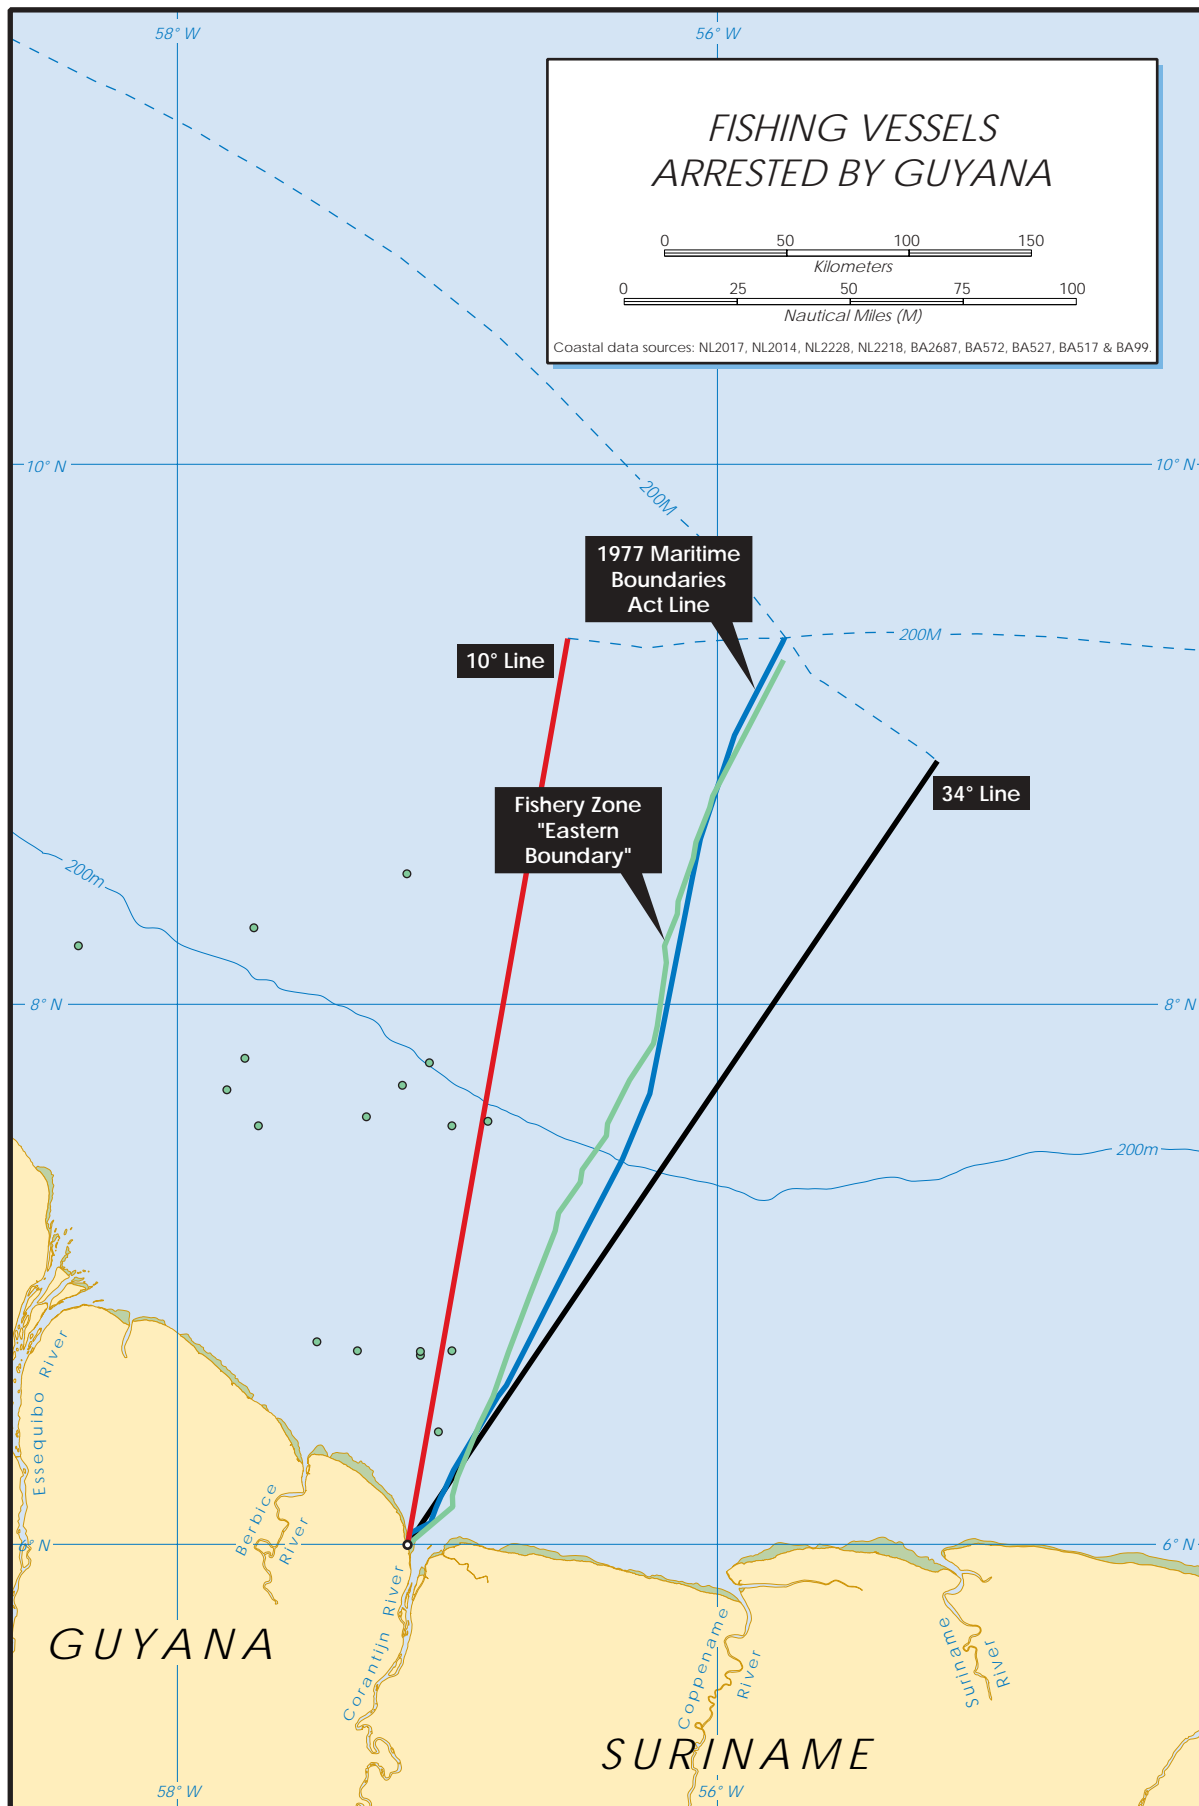 58° W
56° W
FISHING VESSELS
ARRESTED BY GUYANA
0 50 100 150
Kilometers
0 25 50 75 100
Nautical Miles (M)
Coastal data sources: NL2017, NL2014, NL2228, NL2218, BA2687, BA572, BA527, BA517 & BA99.
10° N
10° N
200M
1977 Maritime
Boundaries
Act Line
200M
10° Line
34° Line
Fishery Zone
"Eastern
Boundary"
200m
8° N
8° N
200m
Essequibo River
Berbice
River
6° N
6° N
Corantijn River
Coppename
River
Suriname
River
GUYANA
SURINAME
58° W
56° W